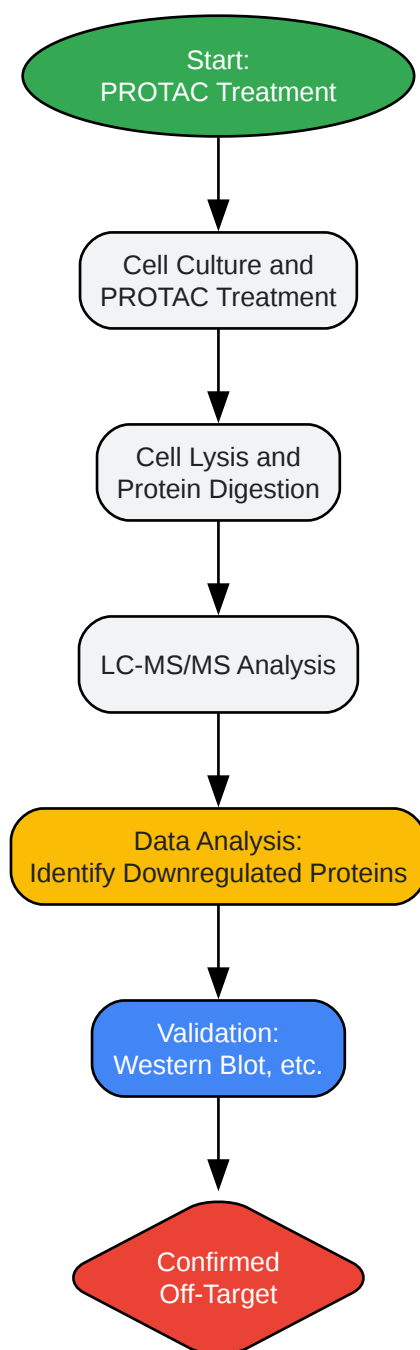 Start:
PROTAC Treatment
Cell Culture and
PROTAC Treatment
Cell Lysis and
Protein Digestion
LC-MS/MS Analysis
Data Analysis:
Identify Downregulated Proteins
Validation:
Western Blot, etc.
Confirmed
Off-Target